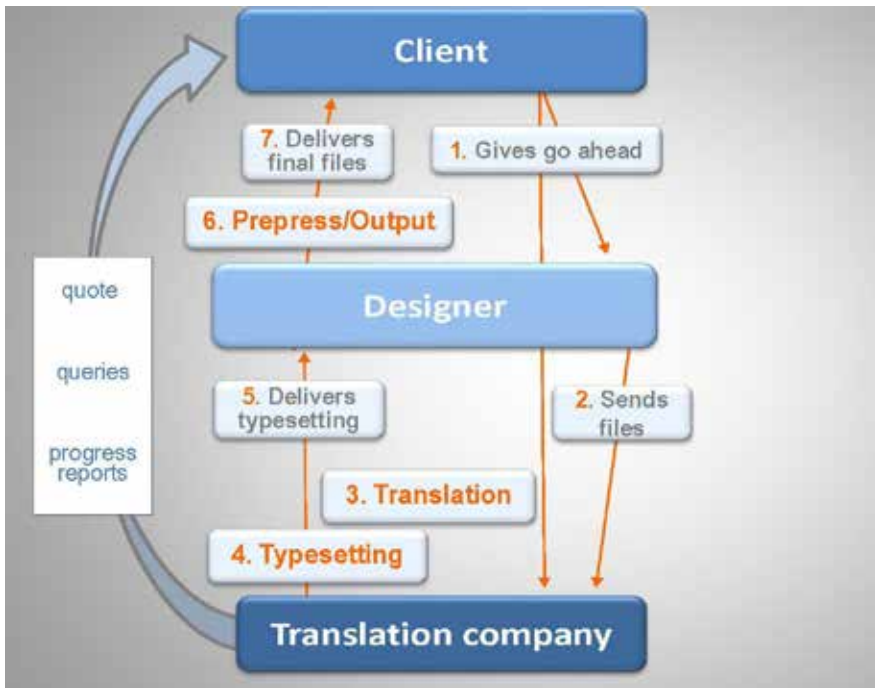 Client
7. Delivers
final files
1. Gives go ahead
6. Prepress/Output
quote
queries
progress
reports
Designer
5. Delivers
typesetting
2. Sends
files
3. Translation
4. Typesetting
Translation company